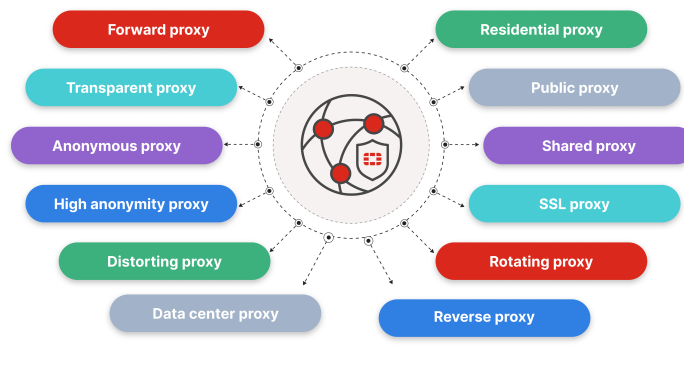 Forward proxy
Residential proxy
Transparent proxy
Public proxy
Anonymous proxy
Shared proxy
High anonymity proxy
SSL proxy
Distorting proxy
Rotating proxy
Data center proxy
Reverse proxy